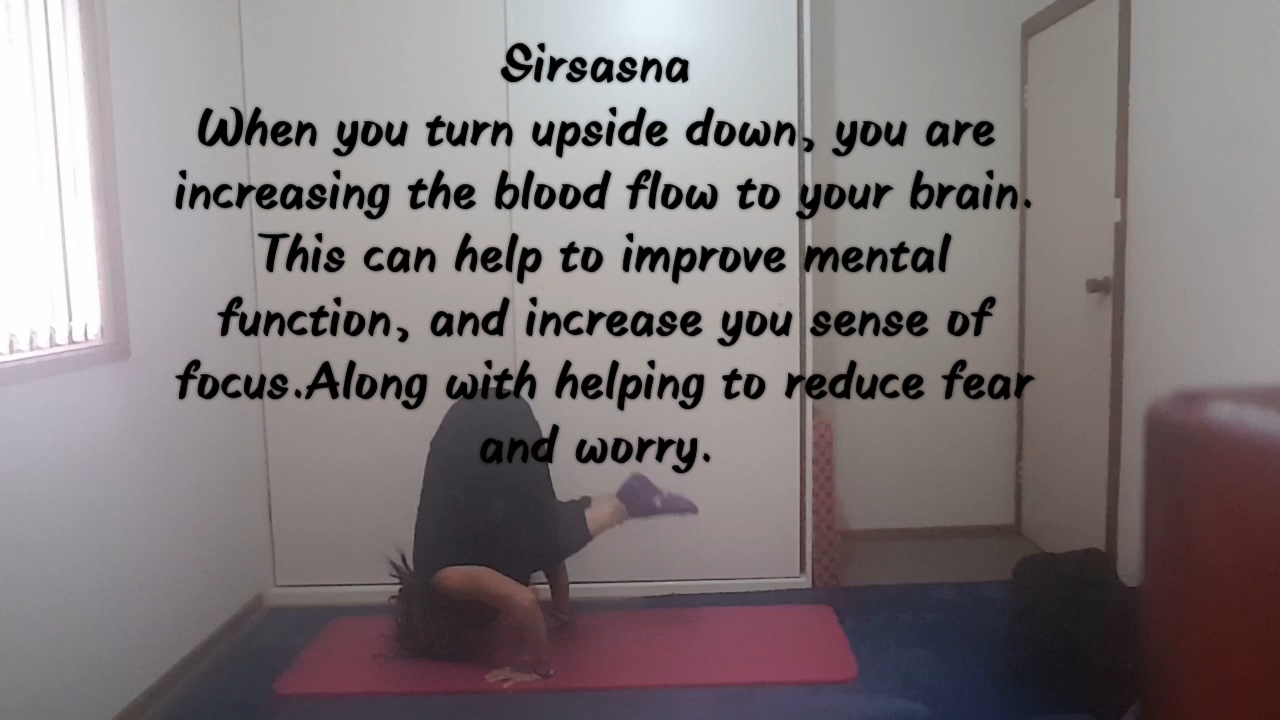 Sirsasna
When you turn upside down, you are
increasing the blood flow to your brain.
This can help to improve mental
function, and increase you sense of
focus.Along with helping to reduce fear
and worry.